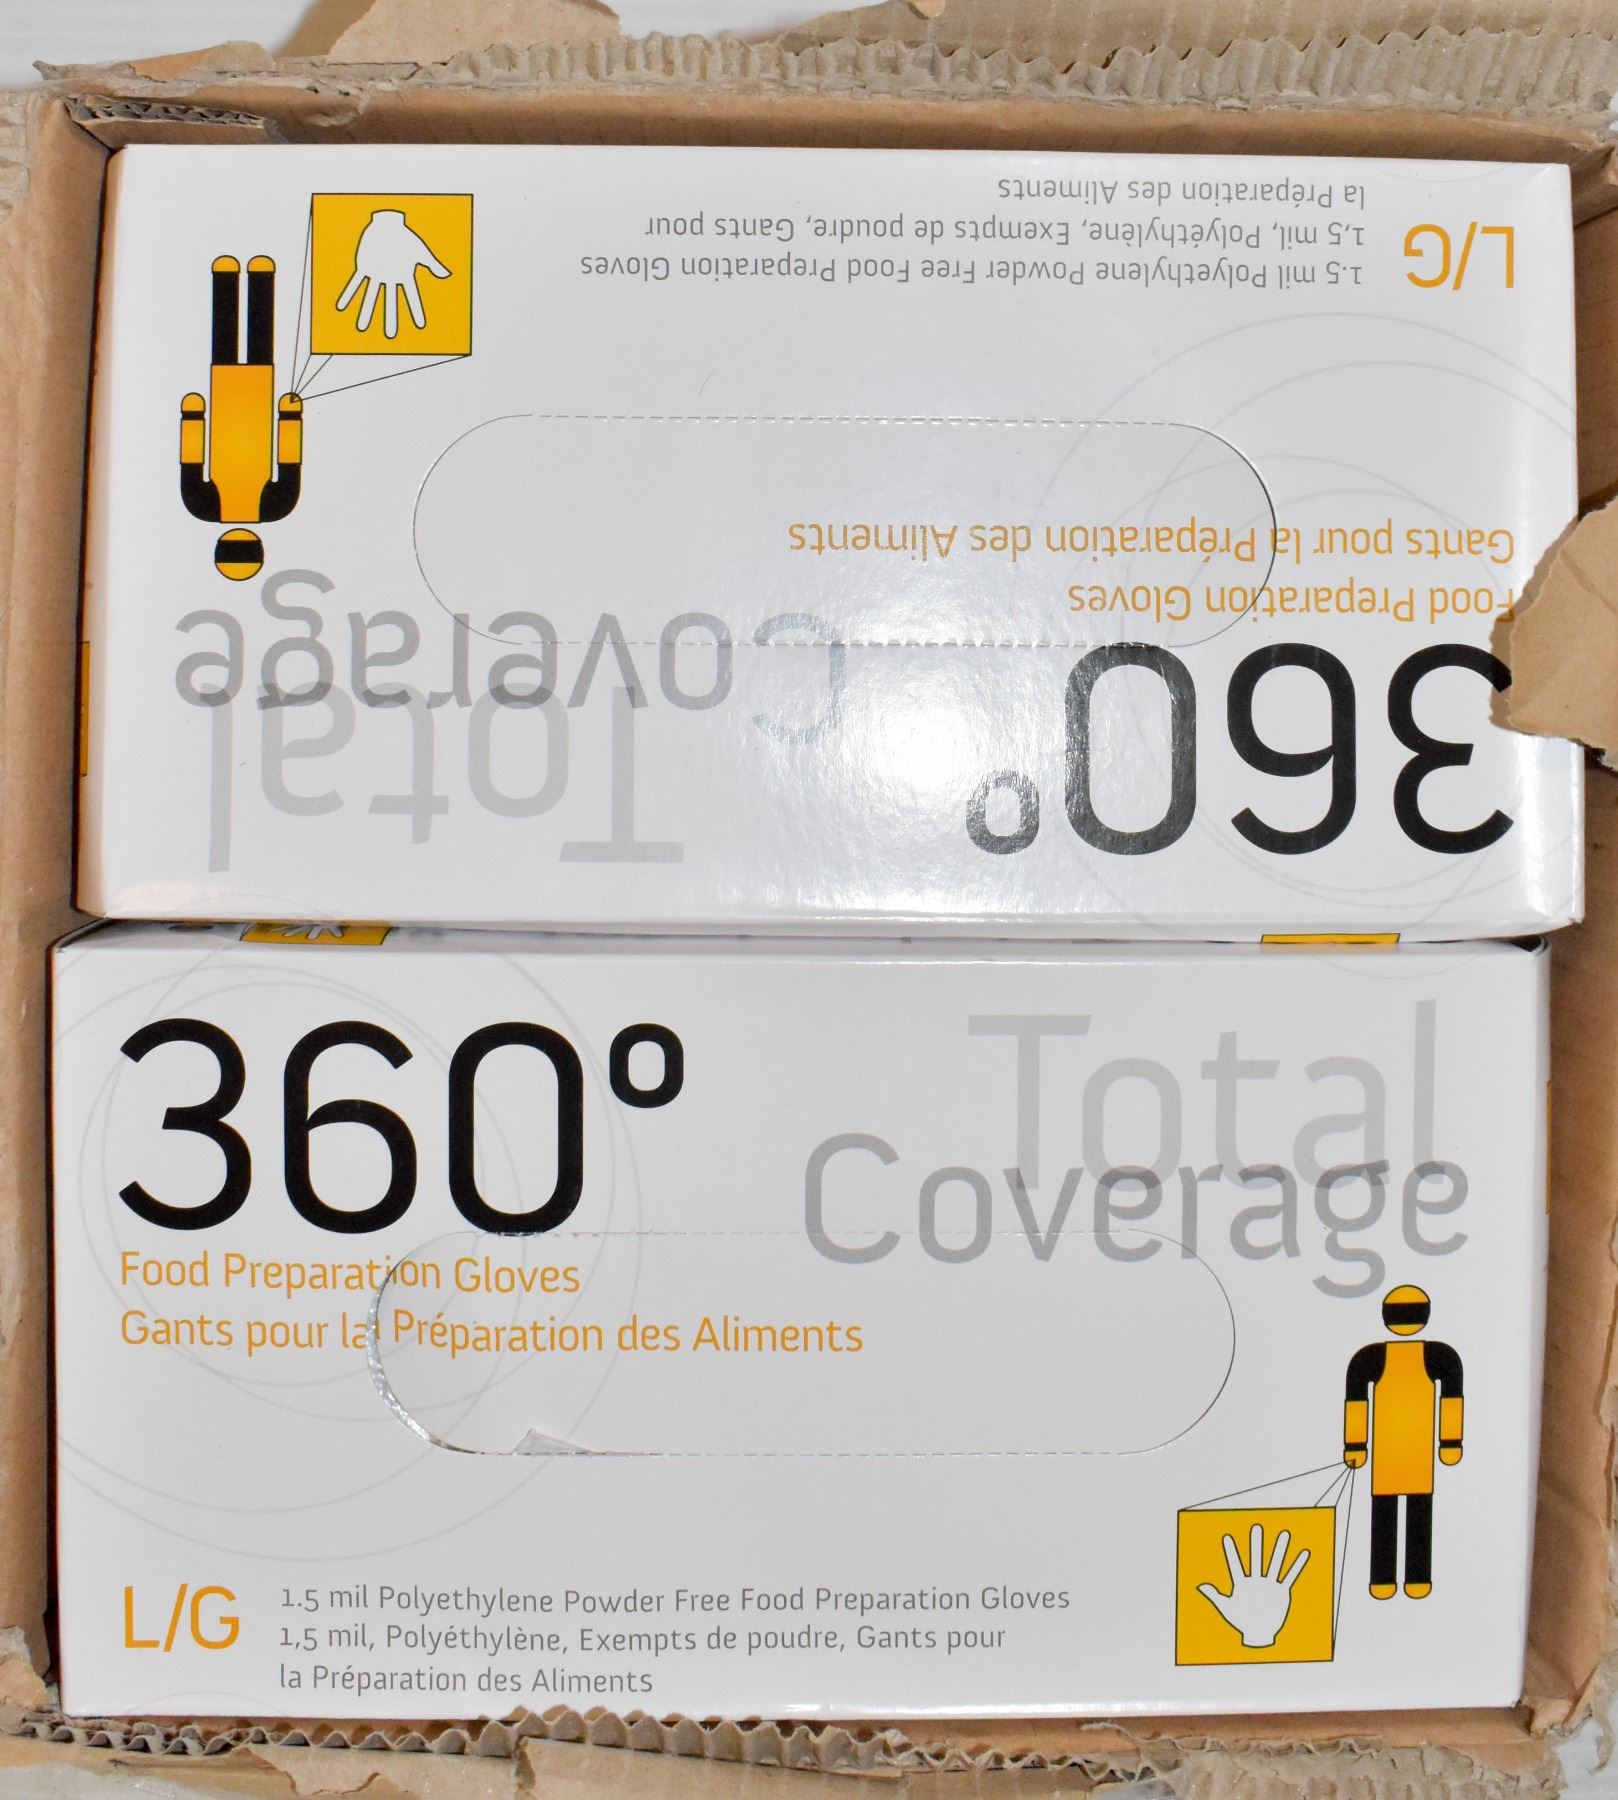 360°
Total
Coverage
Food Preparation Gloves
Gants pour la Préparation des Aliments
L/G
1.5 mil Polyethylene Powder Free Food Preparation Gloves
1,5 mil, Polyéthylène, Exempts de poudre, Gants pour
la Préparation des Aliments
360°
Total
Coverage
Food Preparation Gloves
Gants pour la Préparation des Aliments
L/G
1.5 mil Polyethylene Powder Free Food Preparation Gloves
1,5 mil, Polyéthylène, Exempts de poudre, Gants pour
la Préparation des Aliments